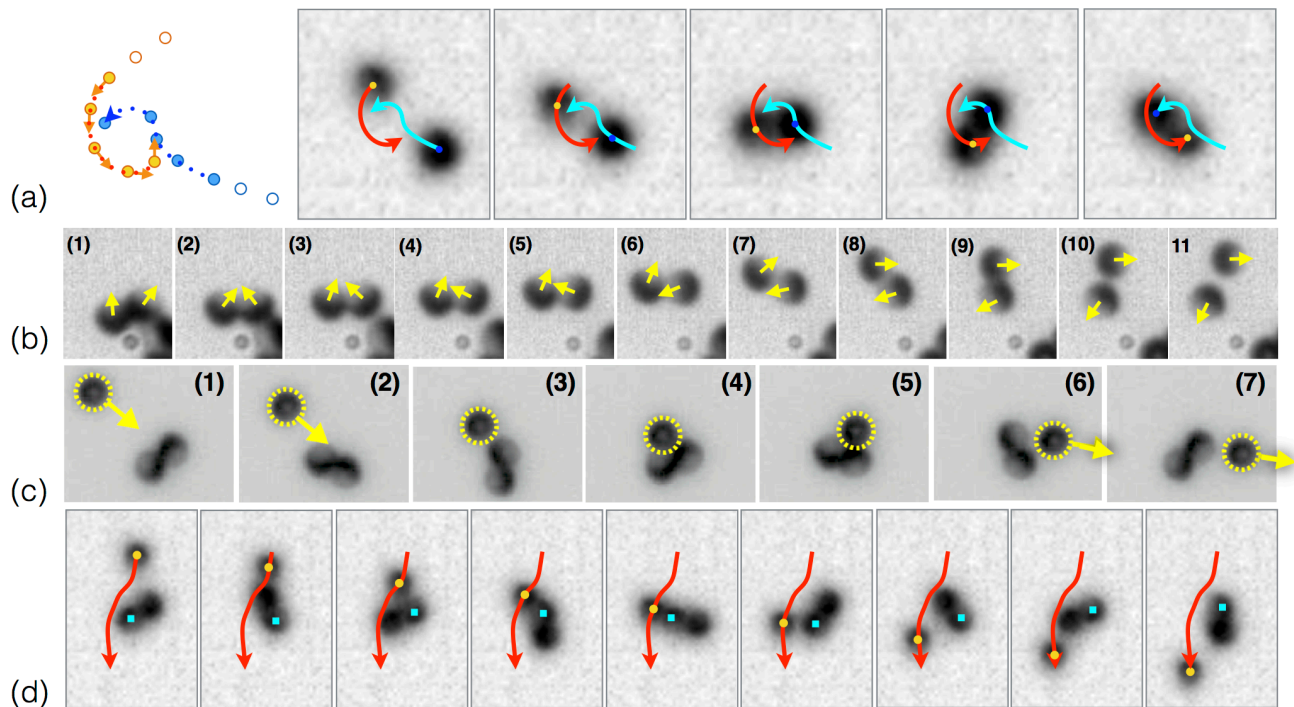 (a)
(1) (2) (3) (4) (5) (6) (7) (8) (9) (10) 11
(b)
(1) (2) (3) (4) (5) (6) (7)
(c)
(d)